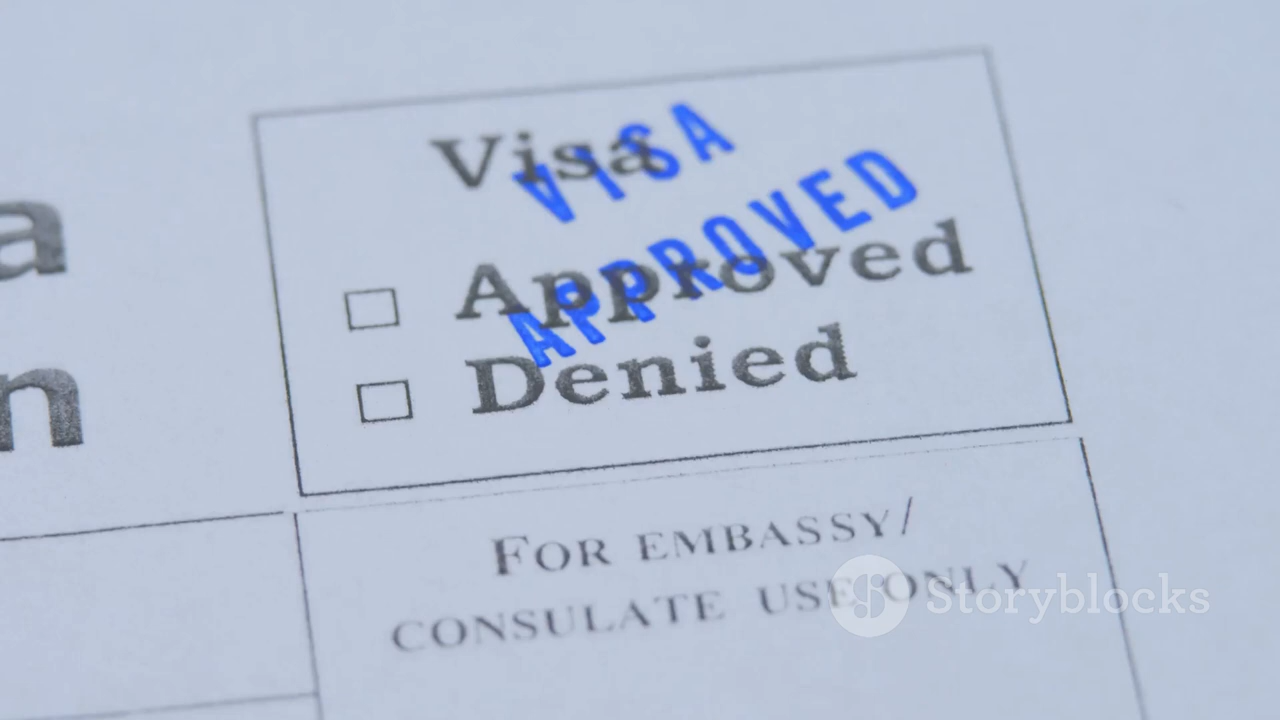 a
n
Visa
VISA
Approved
APPROVED
Denied
FOR EMBASSY/
CONSULATE USE ONLY
Storyblocks